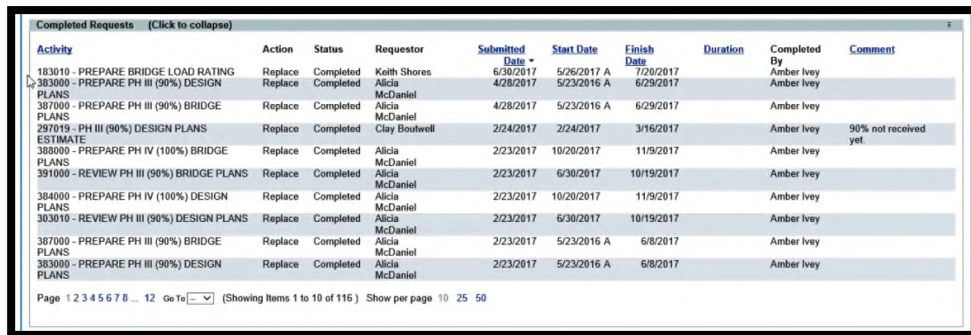 Completed Requests (Click to collapse)
Activity Action Status Requestor Submitted Date Start Date Finish Date Duration Completed By Comment
183010 - PREPARE BRIDGE LOAD RATING Replace Completed Keith Shores 6/30/2017 5/26/2017 A 7/20/2017 Amber Ivey
383000 - PREPARE PH III (90%) DESIGN PLANS Replace Completed Alicia McDaniel 4/28/2017 5/23/2016 A 6/29/2017 Amber Ivey
387000 - PREPARE PH III (90%) BRIDGE PLANS Replace Completed Alicia McDaniel 4/28/2017 5/23/2016 A 6/29/2017 Amber Ivey
297019 - PH III (90%) DESIGN PLANS ESTIMATE Replace Completed Clay Boutwell 2/24/2017 2/24/2017 3/16/2017 Amber Ivey 90% not received yet.
388000 - PREPARE PH IV (100%) BRIDGE PLANS Replace Completed Alicia McDaniel 2/23/2017 10/20/2017 11/9/2017 Amber Ivey
391000 - REVIEW PH III (90%) BRIDGE PLANS Replace Completed Alicia McDaniel 2/23/2017 6/30/2017 10/19/2017 Amber Ivey
384000 - PREPARE PH IV (100%) DESIGN PLANS Replace Completed Alicia McDaniel 2/23/2017 10/20/2017 11/9/2017 Amber Ivey
303010 - REVIEW PH III (90%) DESIGN PLANS Replace Completed Alicia McDaniel 2/23/2017 6/30/2017 10/19/2017 Amber Ivey
387000 - PREPARE PH III (90%) BRIDGE PLANS Replace Completed Alicia McDaniel 2/23/2017 5/23/2016 A 6/8/2017 Amber Ivey
383000 - PREPARE PH III (90%) DESIGN PLANS Replace Completed Alicia McDaniel 2/23/2017 5/23/2016 A 6/8/2017 Amber Ivey
Page 1 2 3 4 5 6 7 8 ... 12 Go To -- (Showing Items 1 to 10 of 116 ) Show per page 10 25 50